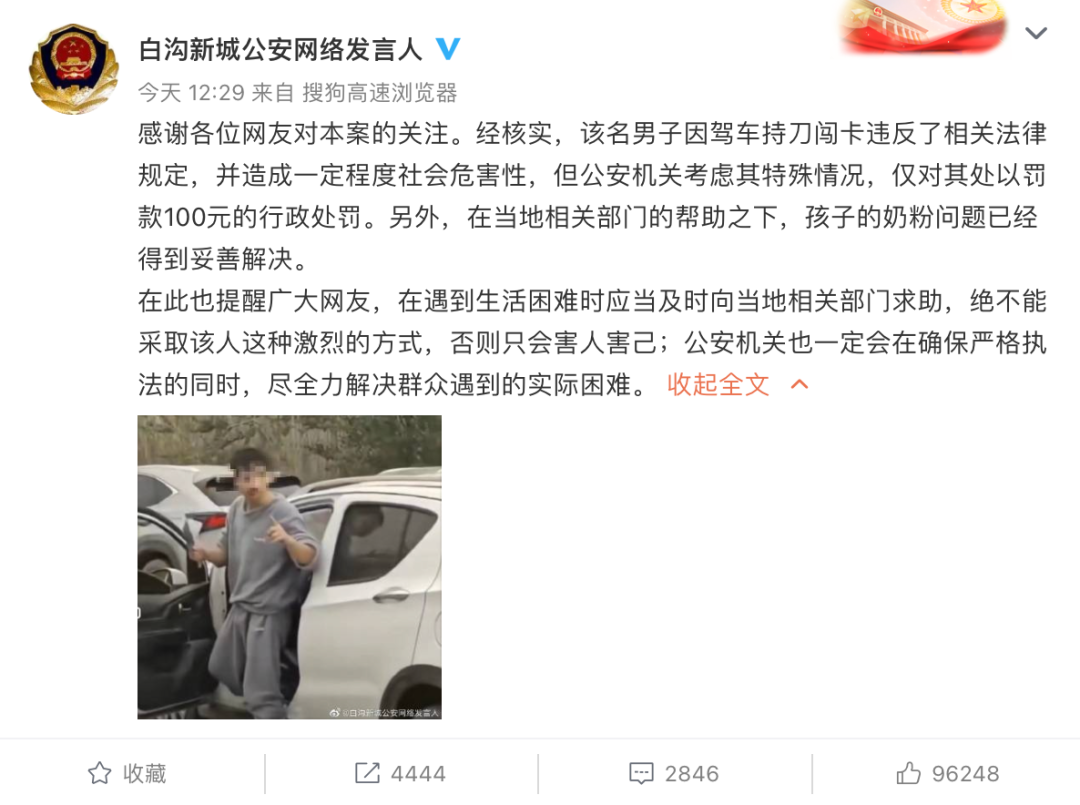 白沟新城公安网络发言人
今天 12:29 来自 搜狗高速浏览器
感谢各位网友对本案的关注。经核实，该名男子因驾车持刀闯卡违反了相关法律
规定，并造成一定程度社会危害性，但公安机关考虑其特殊情况，仅对其处以罚
款100元的行政处罚。另外，在当地相关部门的帮助之下，孩子的奶粉问题已经
得到妥善解决。
在此也提醒广大网友，在遇到生活困难时应当及时向当地相关部门求助，绝不能
采取该人这种激烈的方式，否则只会害人害己；公安机关也一定会在确保严格执
法的同时，尽全力解决群众遇到的实际困难。 收起全文
@白沟新城公安网络发言人
收藏 4444 2846 96248